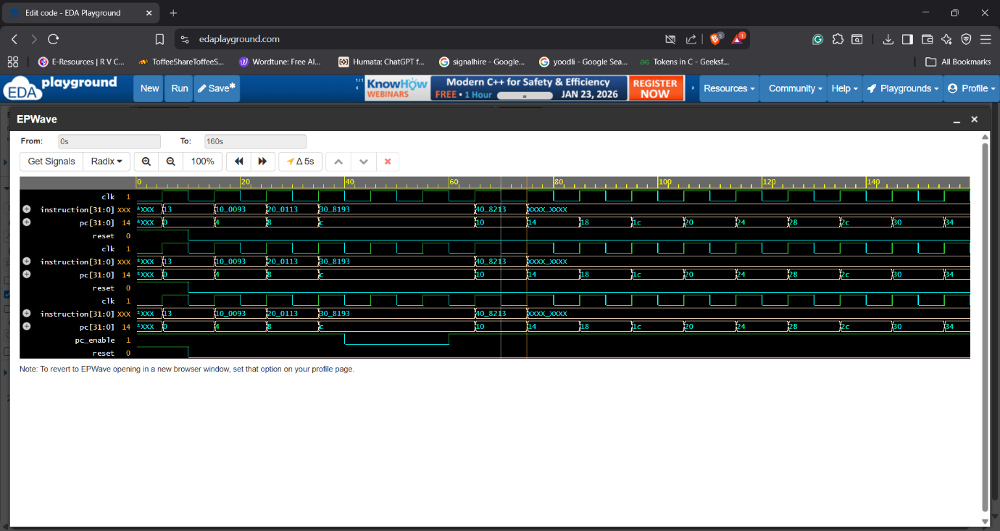 Edit code - EDA Playground
edaplayground.com
5
1
E-Resources | R V C...
ToffeeShareToffeeS...
Wordtune: Free AI...
Humata: ChatGPT f...
signalhire - Google...
yoodli - Google Sea...
Tokens in C - Geeksf...
All Bookmarks
EDA playground
New
Run
Save*
1/1
KnowHow WEBINARS
Modern C++ for Safety & Efficiency
FREE • 1 Hour
JAN 23, 2026
REGISTER NOW
Resources
Community
Help
Playgrounds
Profile
EPWave
From: 0s To: 160s
Get Signals Radix 100% Δ 5s
0 20 40 60 80 100 120 140
clk 1
instruction[31:0] XXX *XXX 13 10_0093 20_0113 30_8193 40_8213 XXXX_XXXX
pc[31:0] 14 *XXX 0 4 8 c 10 14 18 1c 20 24 28 2c 30 34
reset 0
clk 1
instruction[31:0] XXX *XXX 13 10_0093 20_0113 30_8193 40_8213 XXXX_XXXX
pc[31:0] 14 *XXX 0 4 8 c 10 14 18 1c 20 24 28 2c 30 34
reset 0
clk 1
instruction[31:0] XXX *XXX 13 10_0093 20_0113 30_8193 40_8213 XXXX_XXXX
pc[31:0] 14 *XXX 0 4 8 c 10 14 18 1c 20 24 28 2c 30 34
pc_enable 1
reset 0
Note: To revert to EPWave opening in a new browser window, set that option on your profile page.